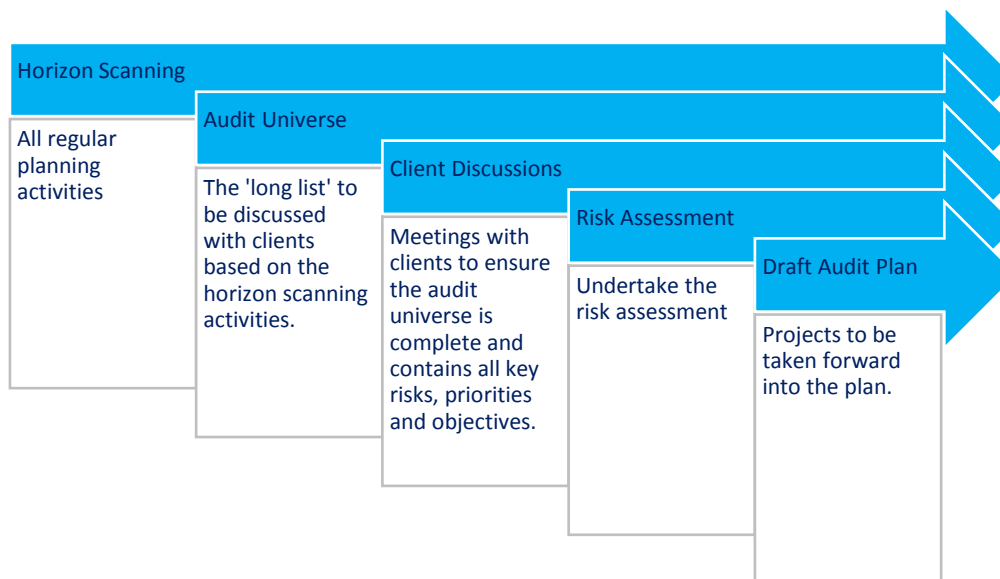 Horizon Scanning
All regular
planning
activities
Audit Universe
The 'long list' to
be discussed
with clients
based on the
horizon scanning
activities.
Client Discussions
Meetings with
clients to ensure
the audit
universe is
complete and
contains all key
risks, priorities
and objectives.
Risk Assessment
Undertake the
risk assessment
Draft Audit Plan
Projects to be
taken forward
into the plan.